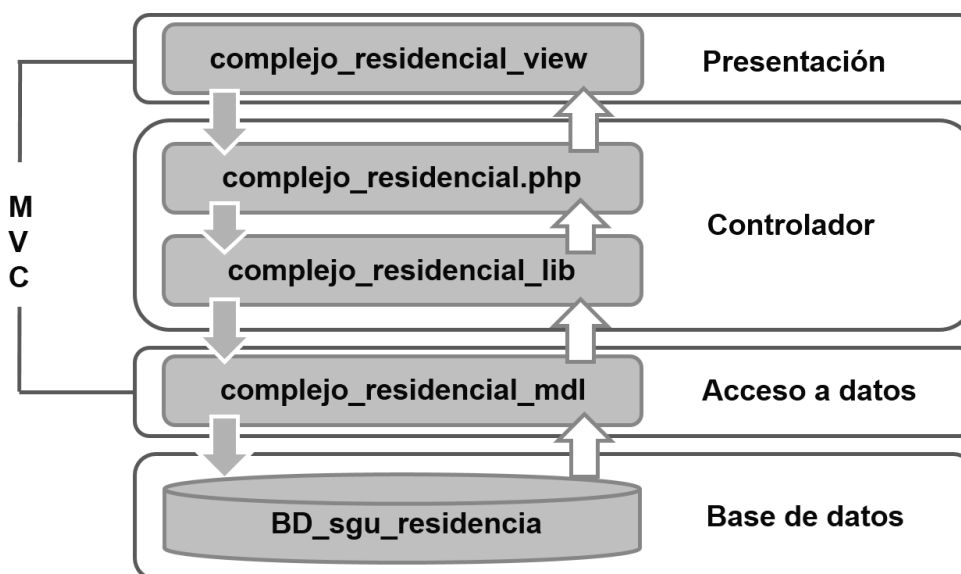 complejo_residencial_view
Presentación
complejo_residencial.php
Controlador
complejo_residencial_lib
M
V
C
complejo_residencial_mdl
Acceso a datos
BD_sgu_residencia
Base de datos